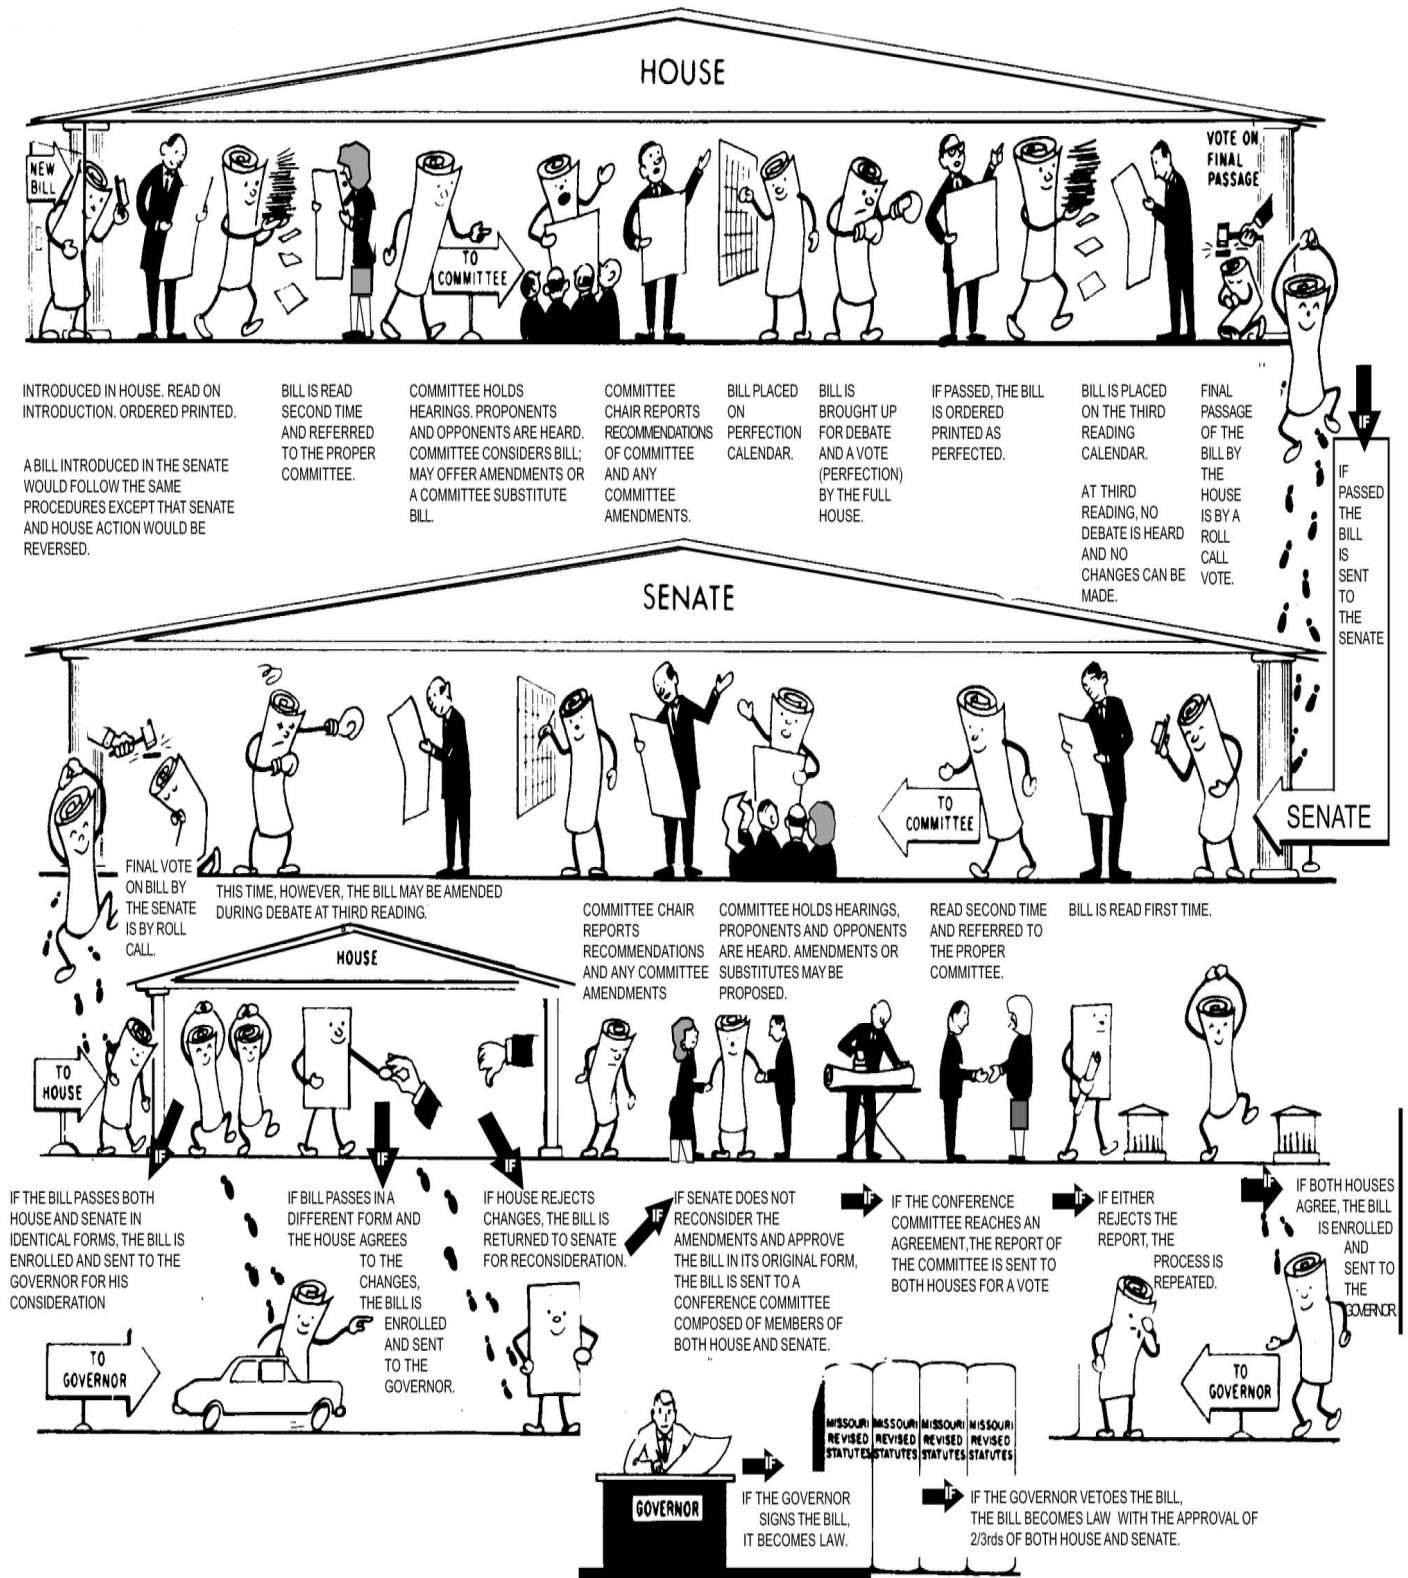 HOUSE
NEW
BILL
TO
COMMITTEE
VOTE ON
FINAL
PASSAGE
INTRODUCED IN HOUSE. READ ON
INTRODUCTION. ORDERED PRINTED.
A BILL INTRODUCED IN THE SENATE
WOULD FOLLOW THE SAME
PROCEDURES EXCEPT THAT SENATE
AND HOUSE ACTION WOULD BE
REVERSED.
BILL IS READ
SECOND TIME
AND REFERRED
TO THE PROPER
COMMITTEE.
COMMITTEE HOLDS
HEARINGS. PROPONENTS
AND OPPONENTS ARE HEARD.
COMMITTEE CONSIDERS BILL;
MAY OFFER AMENDMENTS OR
A COMMITTEE SUBSTITUTE
BILL.
COMMITTEE
CHAIR REPORTS
RECOMMENDATIONS
OF COMMITTEE
AND ANY
COMMITTEE
AMENDMENTS.
BILL PLACED
ON
PERFECTION
CALENDAR.
BILL IS
BROUGHT UP
FOR DEBATE
AND A VOTE
(PERFECTION)
BY THE FULL
HOUSE.
IF PASSED, THE BILL
IS ORDERED
PRINTED AS
PERFECTED.
BILL IS PLACED
ON THE THIRD
READING
CALENDAR.
AT THIRD
READING, NO
DEBATE IS HEARD
AND NO
CHANGES CAN BE
MADE.
FINAL
PASSAGE
OF THE
BILL BY
THE
HOUSE
IS BY A
ROLL
CALL
VOTE.
IF
IF
PASSED
THE
BILL
IS
SENT
TO
THE
SENATE
SENATE
TO
COMMITTEE
SENATE
FINAL VOTE
ON BILL BY
THE SENATE
IS BY ROLL
CALL.
THIS TIME, HOWEVER, THE BILL MAY BE AMENDED
DURING DEBATE AT THIRD READING.
COMMITTEE CHAIR
REPORTS
RECOMMENDATIONS
AND ANY COMMITTEE
AMENDMENTS
COMMITTEE HOLDS HEARINGS,
PROPONENTS AND OPPONENTS
ARE HEARD. AMENDMENTS OR
SUBSTITUTES MAY BE
PROPOSED.
READ SECOND TIME
AND REFERRED TO
THE PROPER
COMMITTEE.
BILL IS READ FIRST TIME.
HOUSE
TO
HOUSE
IF
IF THE BILL PASSES BOTH
HOUSE AND SENATE IN
IDENTICAL FORMS, THE BILL IS
ENROLLED AND SENT TO THE
GOVERNOR FOR HIS
CONSIDERATION
IF
IF BILL PASSES IN A
DIFFERENT FORM AND
THE HOUSE AGREES
TO THE
CHANGES,
THE BILL IS
ENROLLED
AND SENT
TO THE
GOVERNOR.
IF
IF HOUSE REJECTS
CHANGES, THE BILL IS
RETURNED TO SENATE
FOR RECONSIDERATION.
IF
IF SENATE DOES NOT
RECONSIDER THE
AMENDMENTS AND APPROVE
THE BILL IN ITS ORIGINAL FORM,
THE BILL IS SENT TO A
CONFERENCE COMMITTEE
COMPOSED OF MEMBERS OF
BOTH HOUSE AND SENATE.
IF
IF THE CONFERENCE
COMMITTEE REACHES AN
AGREEMENT, THE REPORT OF
THE COMMITTEE IS SENT TO
BOTH HOUSES FOR A VOTE
IF
IF EITHER
REJECTS THE
REPORT, THE
PROCESS IS
REPEATED.
IF
IF BOTH HOUSES
AGREE, THE BILL
IS ENROLLED
AND
SENT TO
THE
GOVERNOR
TO
GOVERNOR
TO
GOVERNOR
GOVERNOR
IF
IF THE GOVERNOR
SIGNS THE BILL,
IT BECOMES LAW.
MISSOURI REVISED STATUTES
MISSOURI REVISED STATUTES
MISSOURI REVISED STATUTES
MISSOURI REVISED STATUTES
IF
IF THE GOVERNOR VETOES THE BILL,
THE BILL BECOMES LAW WITH THE APPROVAL OF
2/3rds OF BOTH HOUSE AND SENATE.